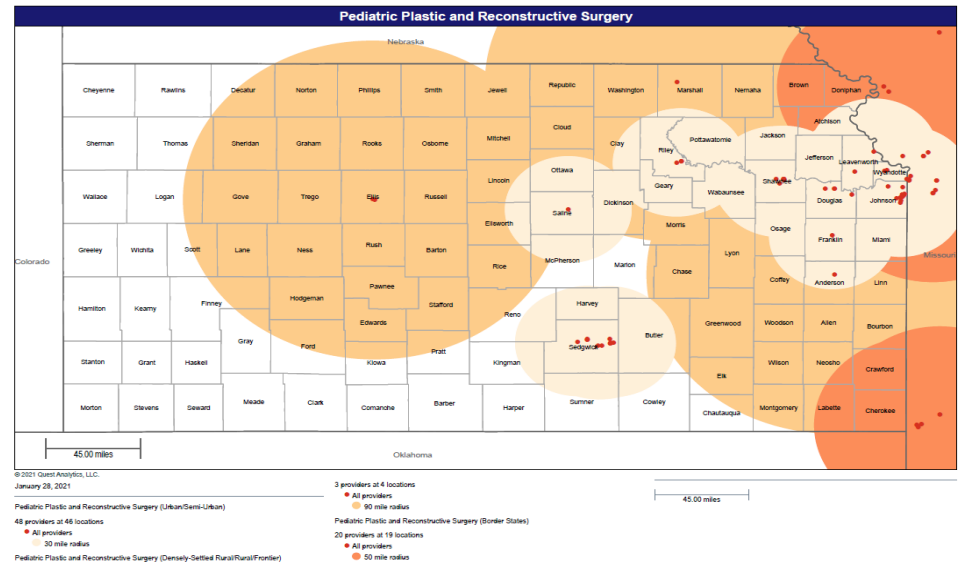 Pediatric Plastic and Reconstructive Surgery
Nebraska
Cheyenne Rawlins Decatur Norton Phillips Smith Jewell Republic Washington Marshall Nemaha Brown Doniphan
Atchison
Sherman Thomas Sheridan Graham Rooks Osborne Mitchell Cloud Clay Riley Pottawatomie Jackson Jefferson Leavenworth
Wyandotte
Wallace Logan Gove Trego Ellis Russell Lincoln Ottawa Geary Wabaunsee Shawnee Douglas Johnson
Ellsworth Saline Dickinson Morris Osage Franklin Miami
Greeley Wichita Scott Lane Ness Rush Barton Rice McPherson Marion Chase Lyon
Colorado
Missouri
Pawnee Coffey Anderson Linn
Hamilton Kearny Finney Hodgeman Stafford Reno Harvey
Edwards Greenwood Woodson Allen Bourbon
Gray Ford Sedgwick Butler
Stanton Grant Haskell Kiowa Pratt Kingman Elk Wilson Neosho Crawford
Morton Stevens Seward Meade Clark Comanche Barber Harper Sumner Cowley Chautauqua Montgomery Labette Cherokee
45.00 miles
Oklahoma
© 2021 Quest Analytics, LLC.
January 28, 2021
Pediatric Plastic and Reconstructive Surgery (Urban/Semi-Urban)
48 providers at 46 locations
All providers
30 mile radius
Pediatric Plastic and Reconstructive Surgery (Densely-Settled Rural/Rural/Frontier)
3 providers at 4 locations
All providers
90 mile radius
Pediatric Plastic and Reconstructive Surgery (Border States)
20 providers at 19 locations
All providers
50 mile radius
45.00 miles